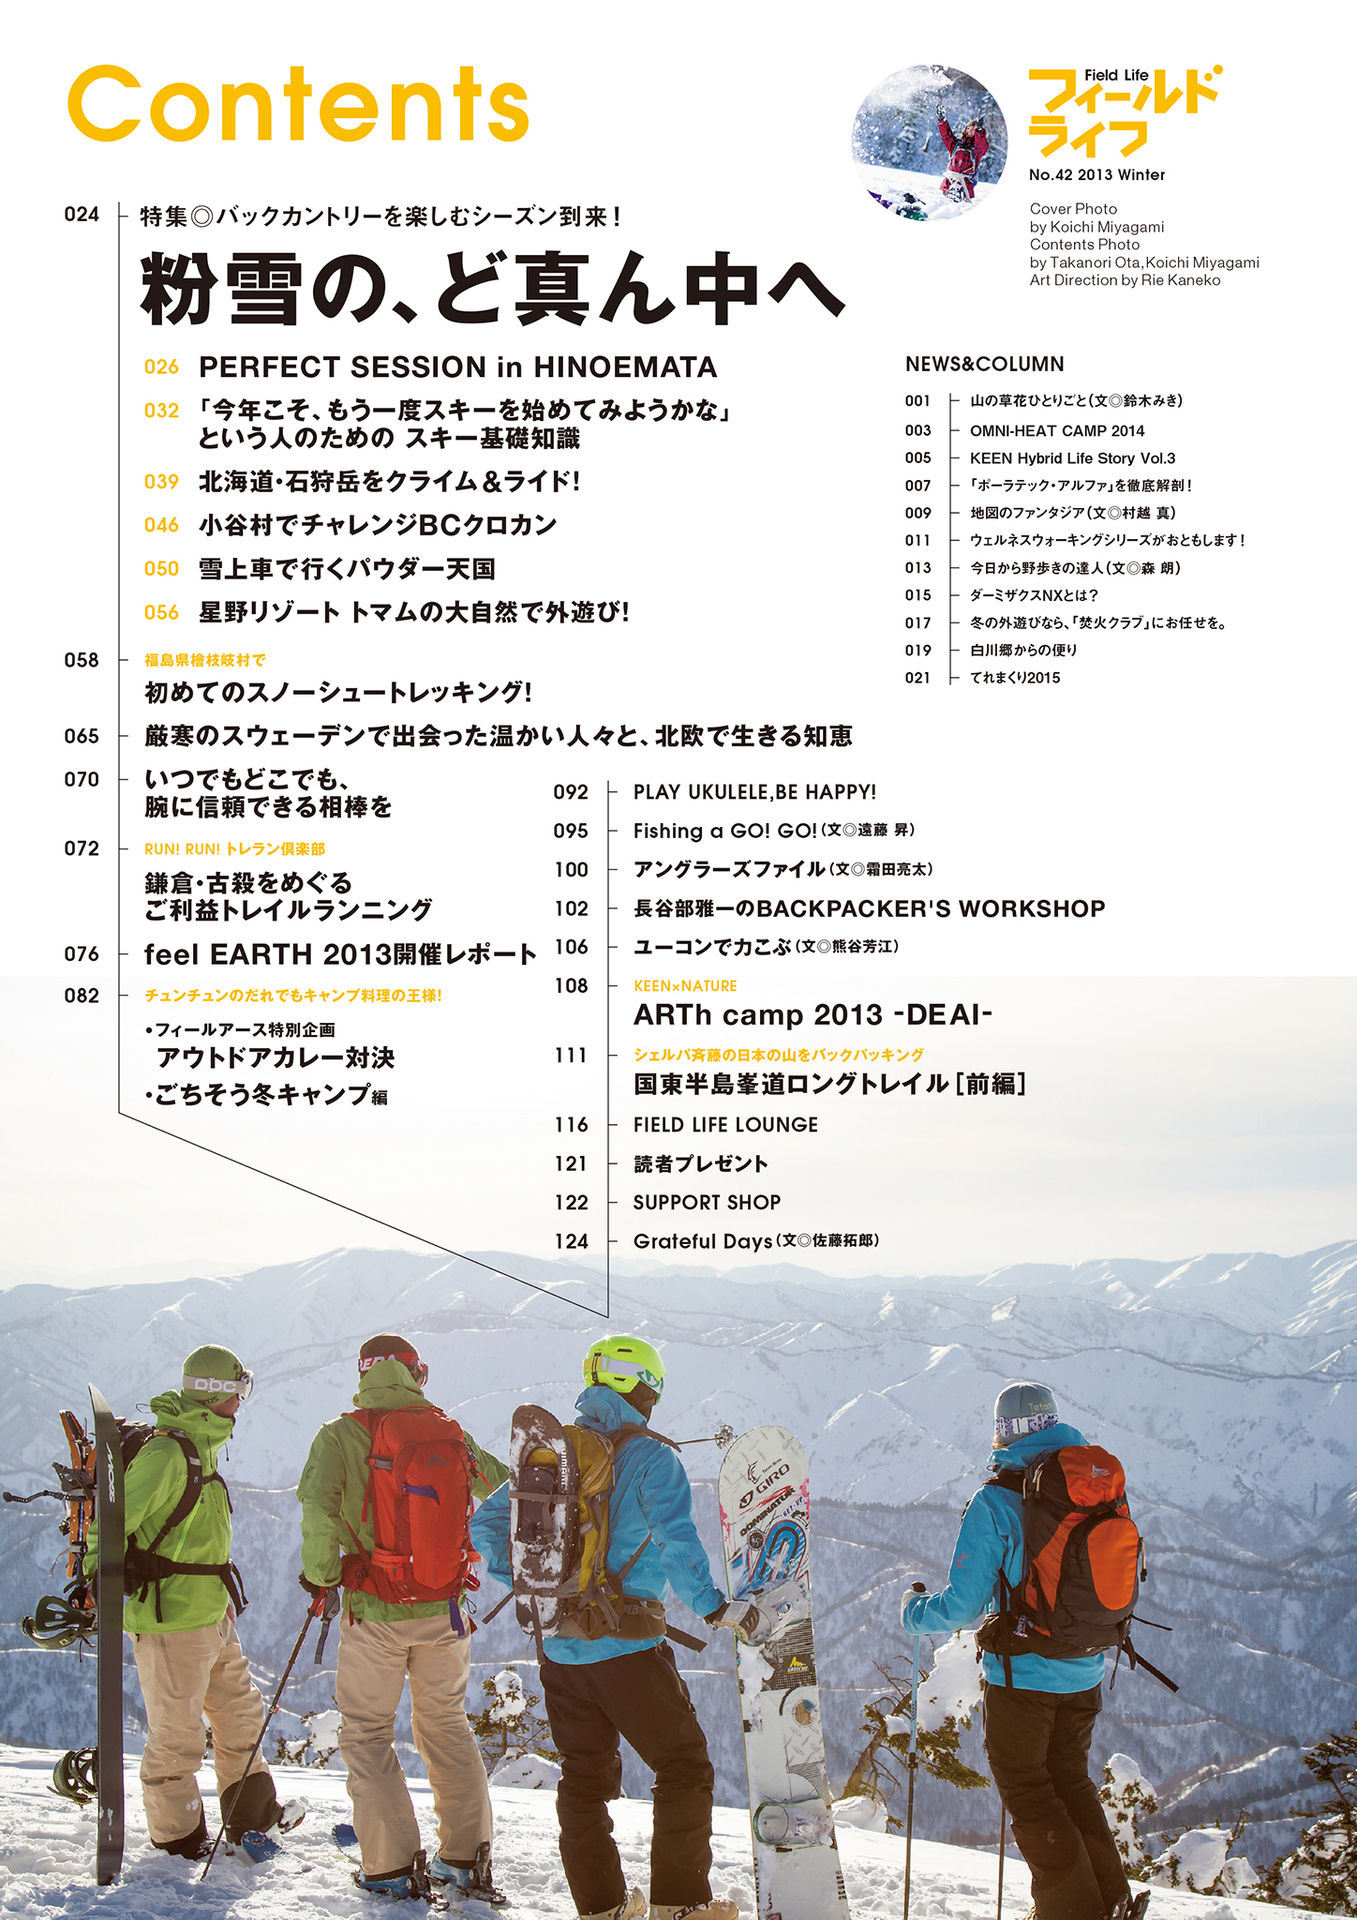 Contents
Field Life
フィールド
ライフ
No.42 2013 Winter
Cover Photo
by Koichi Miyagami
Contents Photo
by Takanori Ota,Koichi Miyagami
Art Direction by Rie Kaneko
024 特集◎バックカントリーを楽しむシーズン到来！
粉雪の、ど真ん中へ
026 PERFECT SESSION in HINOEMATA
032 「今年こそ、もう一度スキーを始めてみようかな」
という人のための スキー基礎知識
039 北海道・石狩岳をクライム＆ライド！
046 小谷村でチャレンジBCクロカン
050 雪上車で行くパウダー天国
056 星野リゾート トマムの大自然で外遊び！
058 福島県檜枝岐村で
初めてのスノーシュートレッキング！
065 厳寒のスウェーデンで出会った温かい人々と、北欧で生きる知恵
070 いつでもどこでも、
腕に信頼できる相棒を
072 RUN! RUN! トレラン倶楽部
鎌倉・古殺をめぐる
ご利益トレイルランニング
076 feel EARTH 2013開催レポート
082 チュンチュンのだれでもキャンプ料理の王様！
・フィールアース特別企画
アウトドアカレー対決
・ごちそう冬キャンプ編
NEWS&COLUMN
001 山の草花ひとりごと（文◎鈴木みき）
003 OMNI-HEAT CAMP 2014
005 KEEN Hybrid Life Story Vol.3
007 「ポーラテック・アルファ」を徹底解剖！
009 地図のファンタジア（文◎村越 真）
011 ウェルネスウォーキングシリーズがおともします！
013 今日から野歩きの達人（文◎森 朗）
015 ダーミザクスNXとは？
017 冬の外遊びなら、「焚火クラブ」にお任せを。
019 白川郷からの便り
021 てれまくり2015
092 PLAY UKULELE,BE HAPPY!
095 Fishing a GO! GO!（文◎遠藤 昇）
100 アングラーズファイル（文◎霜田亮太）
102 長谷部雅一のBACKPACKER'S WORKSHOP
106 ユーコンで力こぶ（文◎熊谷芳江）
108 KEEN×NATURE
ARTh camp 2013 -DEAI-
111 シェルパ斉藤の日本の山をバックパッキング
国東半島峯道ロングトレイル［前編］
116 FIELD LIFE LOUNGE
121 読者プレゼント
122 SUPPORT SHOP
124 Grateful Days（文◎佐藤拓郎）
POC
Teton
GIRO
DOMINATOR
GREGORY